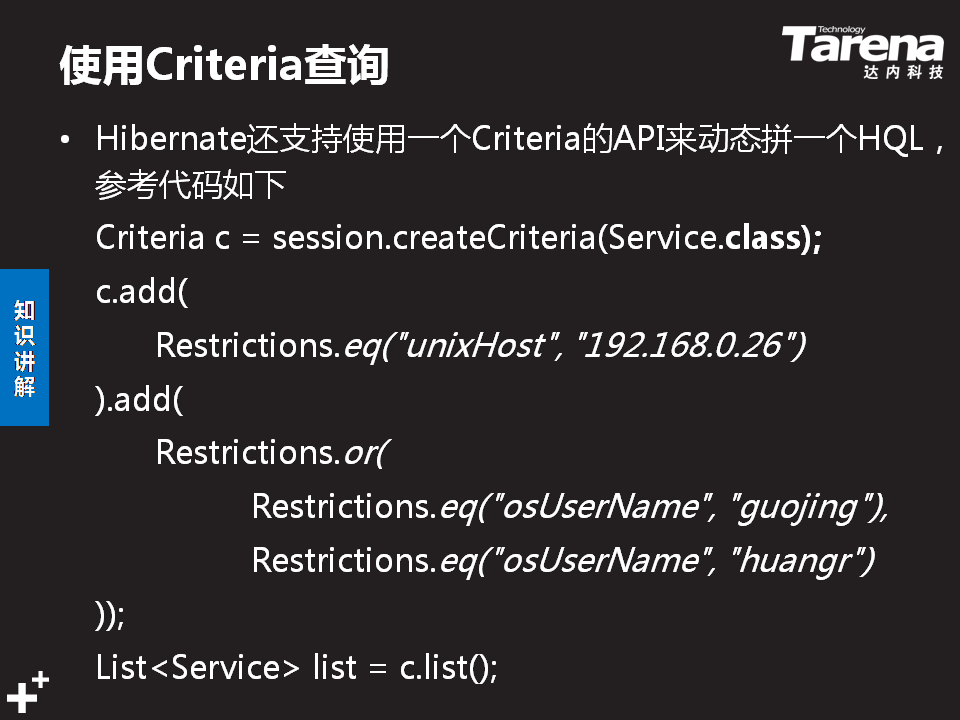 使用Criteria查询
Technology
Tarena
达内科技
• Hibernate还支持使用一个Criteria的API来动态拼一个HQL，
参考代码如下
Criteria c = session.createCriteria(Service.class);
c.add(
Restrictions.eq("unixHost", "192.168.0.26")
).add(
Restrictions.or(
Restrictions.eq("osUserName", "guojing"),
Restrictions.eq("osUserName", "huangr")
));
List<Service> list = c.list();
知
识
讲
解